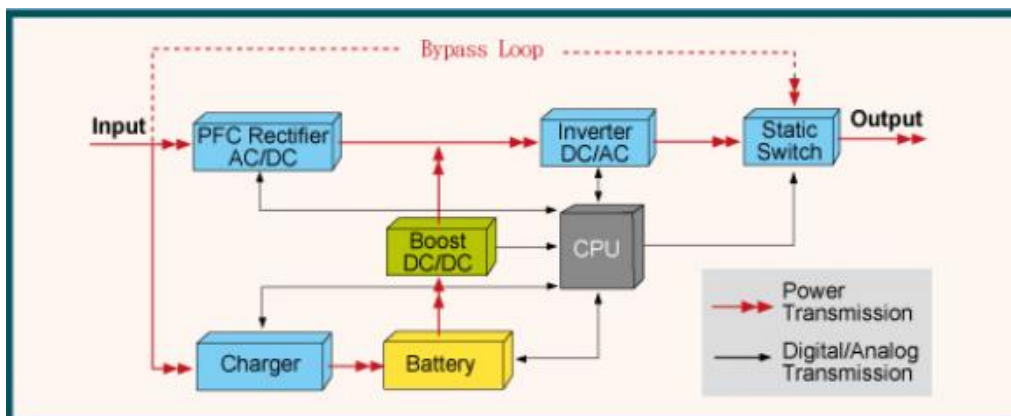 Bypass Loop
Input
PFC Rectifier
AC/DC
Inverter
DC/AC
Static
Switch
Output
Boost
DC/DC
CPU
Charger
Battery
Power
Transmission
Digital/Analog
Transmission